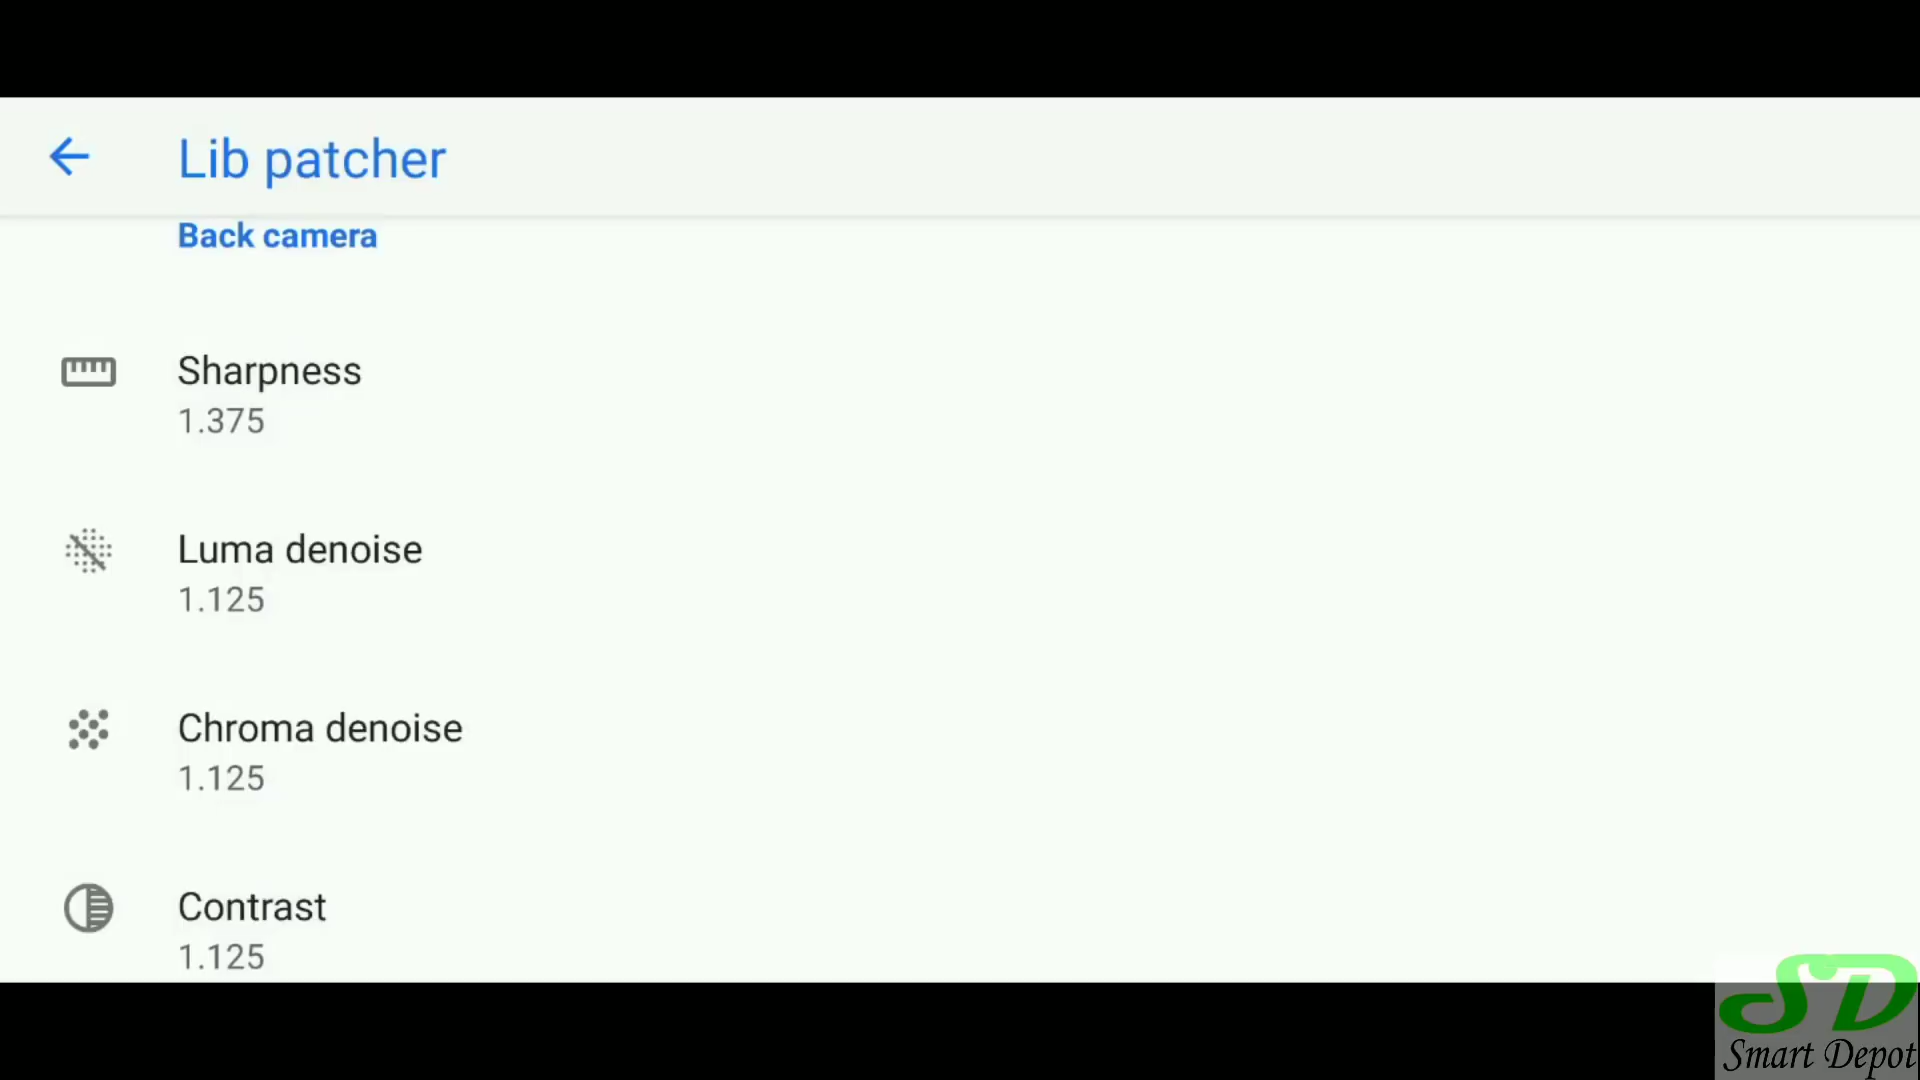 Lib patcher
Back camera
Sharpness
1.375
Luma denoise
1.125
Chroma denoise
1.125
Contrast
1.125
SD
Smart Depot